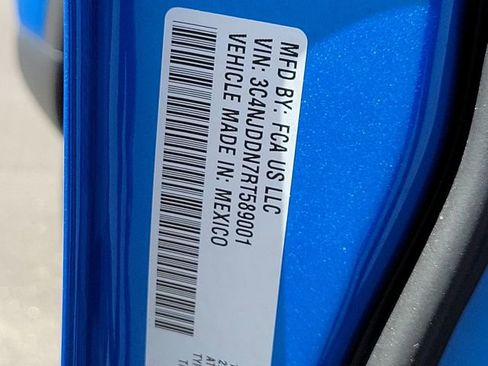 MFD BY: FCA US LLC
VIN: 3C4NJDDN7RT589001
VEHICLE MADE IN: MEXICO